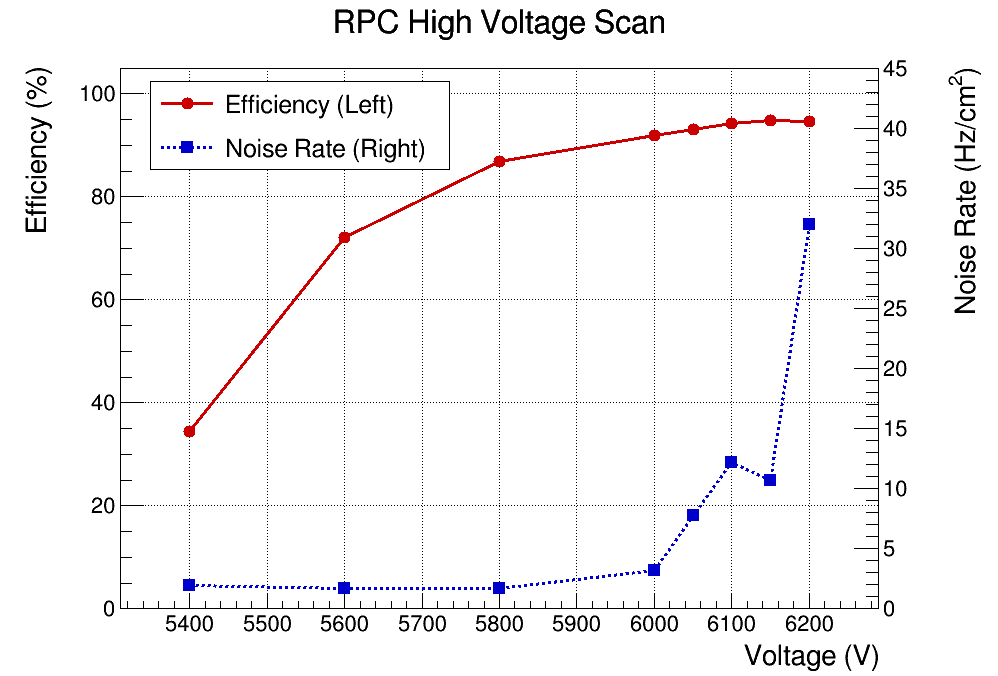 RPC High Voltage Scan
Efficiency (%)
Noise Rate (Hz/cm²)
Efficiency (Left)
Noise Rate (Right)
100
80
60
40
20
0
45
40
35
30
25
20
15
10
5
0
5400 5500 5600 5700 5800 5900 6000 6100 6200
Voltage (V)